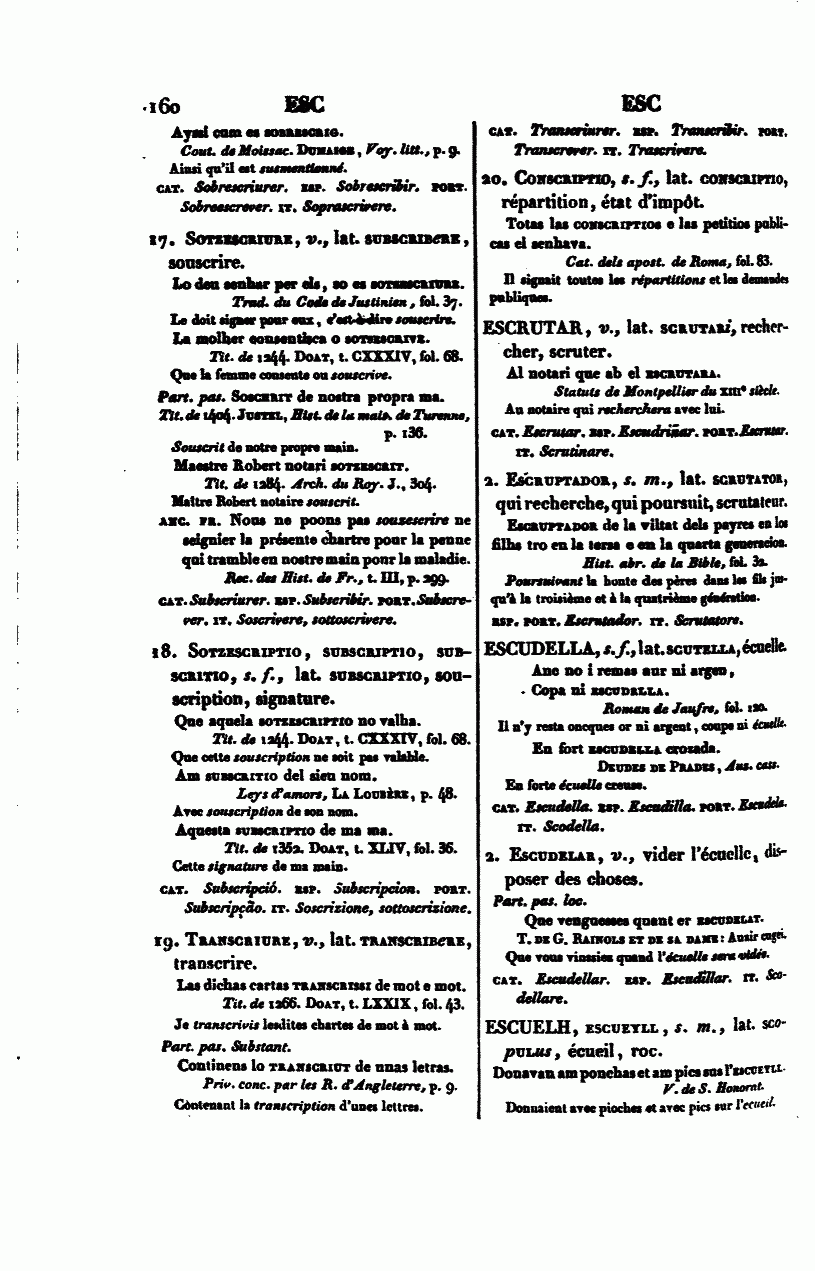 160 ESC
Aysi cum es SOBRESCRIG.
Cout. de Moissac. DUMAIGE, Voy. litt., p. 9.
Ainsi qu'il est susmentionné.
CAT. Sobrescriurer. ESP. Sobrescribir. PORT.
Sobrescrever. IT. Soprascrivere.
17. SOTZESCRIURE, v., lat. SUBSCRIBERE,
souscrire.
Lo deu senhar per els, so es SOTZESCRIURE.
Trad. du Code de Justinien, fol. 37.
Le doit signer pour eux, c'est-à-dire souscrire.
La molher consentisca o SOTZESCRIVE.
Tit. de 1244. DOAT, t. CXXXIV, fol. 68.
Que la femme consente ou souscrive.
Part. pas. SOSCRIT de nostra propra ma.
Tit. de 1404. JUSTEL, Hist. de la mais. de Turenne,
p. 136.
Souscrit de notre propre main.
Maestre Robert notari SOTZESCRIT.
Tit. de 1284. Arch. du Roy. J., 304.
Maître Robert notaire souscrit.
ANC. FR. Nous ne poons pas souzescrire ne
seignier la présente chartre pour la penne
qui tramble en nostre main pour la maladie.
Rec. des Hist. de Fr., t. III, p. 299.
CAT. Subscriurer. ESP. Subscribir. PORT. Subscre-
ver. IT. Soscrivere, sottoscrivere.
18. SOTZESCRIPTIO, SUBSCRIPTIO, SUB-
SCRITIO, s. f., lat. SUBSCRIPTIO, sou-
scription, signature.
Que aquela SOTZESCRIPTIO no valha.
Tit. de 1244. DOAT, t. CXXXIV, fol. 68.
Que cette souscription ne soit pas valable.
Am SUBSCRITIO del sieu nom.
Leys d'amors, LA LOUBÈRE, p. 48.
Avec souscription de son nom.
Aquesta SUBSCRIPTIO de ma ma.
Tit. de 1352. DOAT, t. XLIV, fol. 36.
Cette signature de ma main.
CAT. Subscripció. ESP. Subscripcion. PORT.
Subscripção. IT. Soscrizione, sottoscrizione.
19. TRANSCRIURE, v., lat. TRANSCRIBERE,
transcrire.
Las dichas cartas TRANSCRISSI de mot e mot.
Tit. de 1266. DOAT, t. LXXIX, fol. 43.
Je transcrivis lesdites chartes de mot à mot.
Part. pas. Substant.
Continens lo TRANSCRIUT de unas letras.
Priv. conc. par les R. d'Angleterre, p. 9.
Contenant la transcription d'unes lettres.
ESC
CAT. Transcriurer. ESP. Transcribir. PORT.
Transcrever. IT. Trascrivere.
20. CONSCRIPTIO, s. f., lat. CONSCRIPTIO,
répartition, état d'impôt.
Totas las CONSCRIPTIOS e las petitios publi-
cas el senhava.
Cat. dels apost. de Roma, fol. 83.
Il signait toutes les répartitions et les demandes
publiques.
ESCRUTAR, v., lat. SCRUTARi, recher-
cher, scruter.
Al notari que ab el ESCRUTARA.
Statuts de Montpellier du XIIIe siècle.
Au notaire qui recherchera avec lui.
CAT. Escrutar. ESP. Escudriñar. PORT. Escrutar.
IT. Scrutinare.
2. ESCRUPTADOR, s. m., lat. SCRUTATOR,
qui recherche, qui poursuit, scrutateur.
ESCRUPTADOR de la viltat dels payres en los
filhs tro en la tersa e en la quarta generacion.
Hist. abr. de la Bible, fol. 32.
Poursuivant la honte des pères dans les fils jus-
qu'à la troisième et à la quatrième génération.
ESP. PORT. Escrutador. IT. Scrutatore.
ESCUDELLA, s. f., lat. SCUTELLA, écuelle.
Anc no i remas aur ni argen,
Copa ni ESCUDELLA.
Roman de Jaufre, fol. 120.
Il n'y resta oncques or ni argent, coupe ni écuelle.
En fort ESCUDELLA crosada.
DEUDES DE PRADES, Aus. cass.
En forte écuelle creuse.
CAT. Escudella. ESP. Escudilla. PORT. Escudela.
IT. Scodella.
2. ESCUDELAR, v., vider l'écuelle, dis-
poser des choses.
Part. pas. loc.
Que venguesses quant er ESCUDELAT.
T. DE G. RAINOLS ET DE SA DAME: Auzir cugei.
Que vous vinssiez quand l'écuelle sera vidée.
CAT. Escudellar. ESP. Escudillar. IT. Sco-
dellare.
ESCUELH, ESCUEYLL, s. m., lat. SCO-
PULUS, écueil, roc.
Donavan am ponchas et am pics sus l'ESCUEYLL.
V. de S. Honorat.
Donnaient avec pioches et avec pics sur l'écueil.